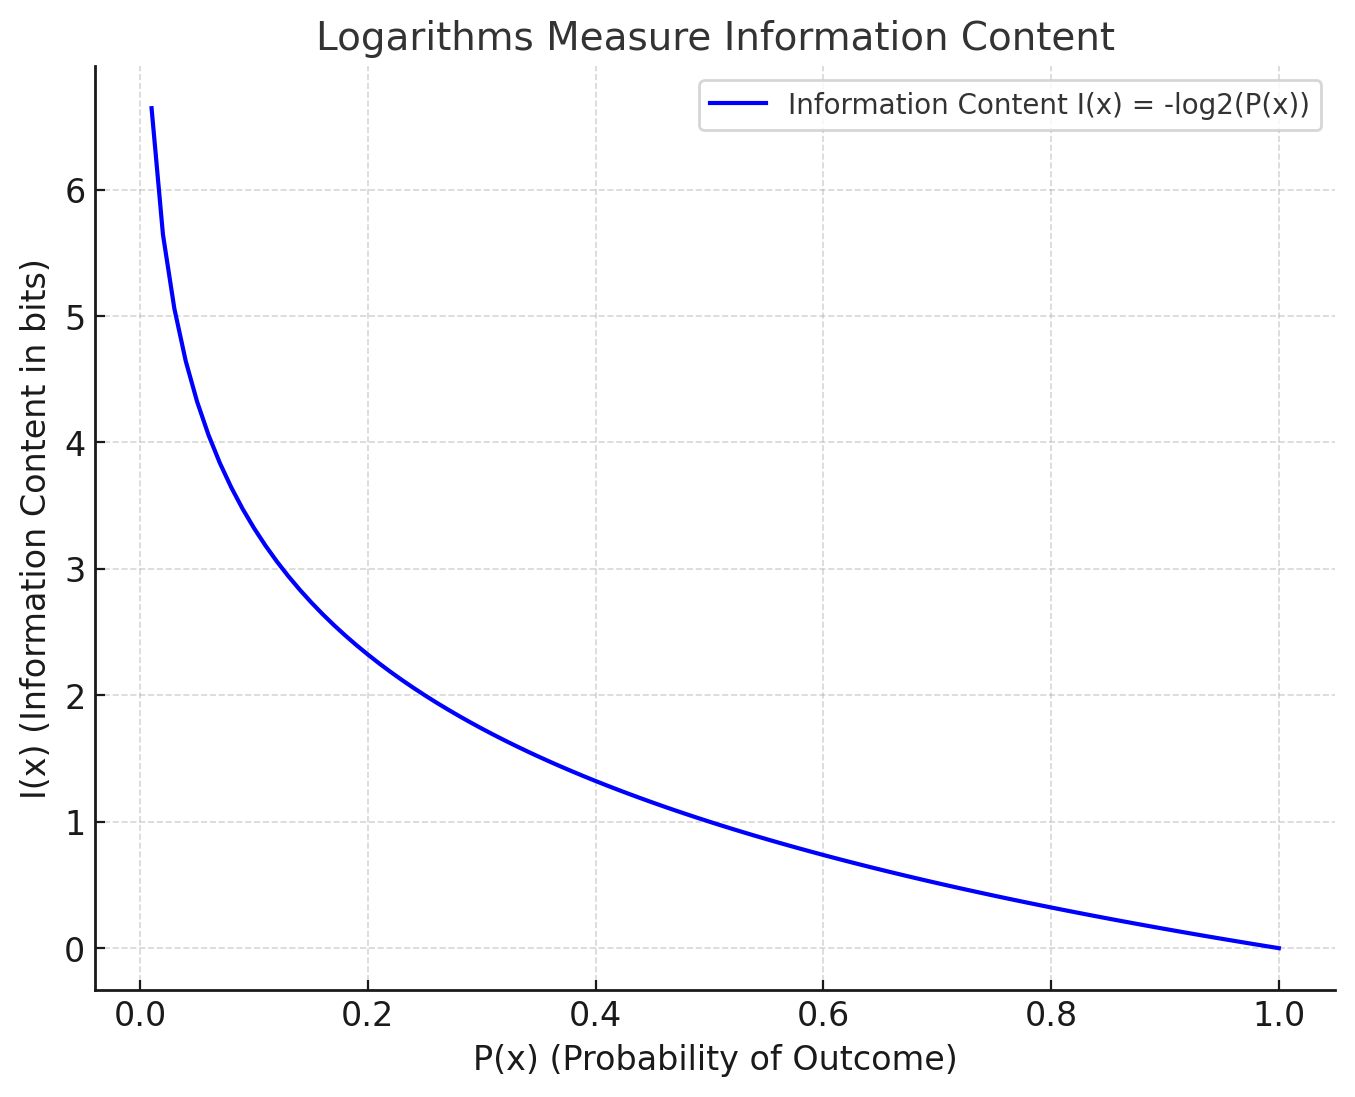 Logarithms Measure Information Content
Information Content I(x) = -log2(P(x))
I(x) (Information Content in bits)
6
5
4
3
2
1
0
0.0 0.2 0.4 0.6 0.8 1.0
P(x) (Probability of Outcome)